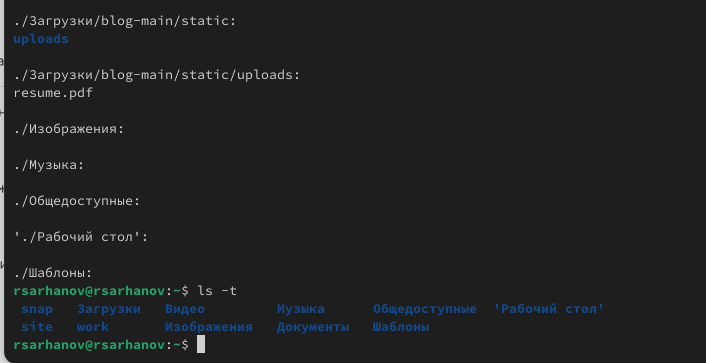 ./Загрузки/blog-main/static:
uploads
./Загрузки/blog-main/static/uploads:
resume.pdf
./Изображения:
./Музыка:
./Общедоступные:
'./Рабочий стол':
./Шаблоны:
rsarhanov@rsarhanov:~$ ls -t
snap Загрузки Видео Музыка Общедоступные 'Рабочий стол'
site work Изображения Документы Шаблоны
rsarhanov@rsarhanov:~$